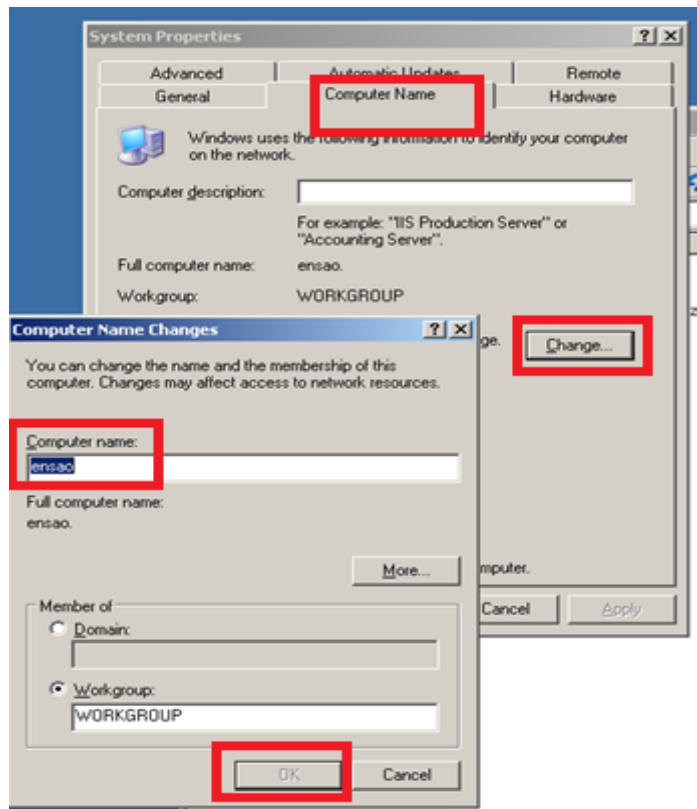 System Properties
Advanced Automatic Updates Remote
General Computer Name Hardware
Windows uses the following information to identify your computer
on the network.
Computer description:
For example: "IIS Production Server" or
"Accounting Server".
Full computer name: ensao.
Workgroup: WORKGROUP
Change...
Computer Name Changes
You can change the name and the membership of this
computer. Changes may affect access to network resources.
Computer name:
ensao
Full computer name:
ensao.
More...
Member of
Domain:
Workgroup:
WORKGROUP
OK Cancel
Cancel Apply